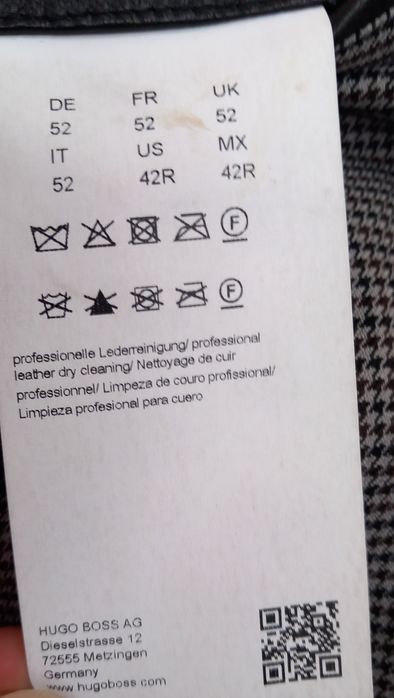 DE FR UK
52 52 52
IT US MX
52 42R 42R
F
F
professionelle Lederreinigung/ professional
leather dry cleaning/ Nettoyage de cuir
professionnel/ Limpeza de couro profissional/
Limpieza profesional para cuero
HUGO BOSS AG
Dieselstrasse 12
72555 Metzingen
Germany
www hugoboss com